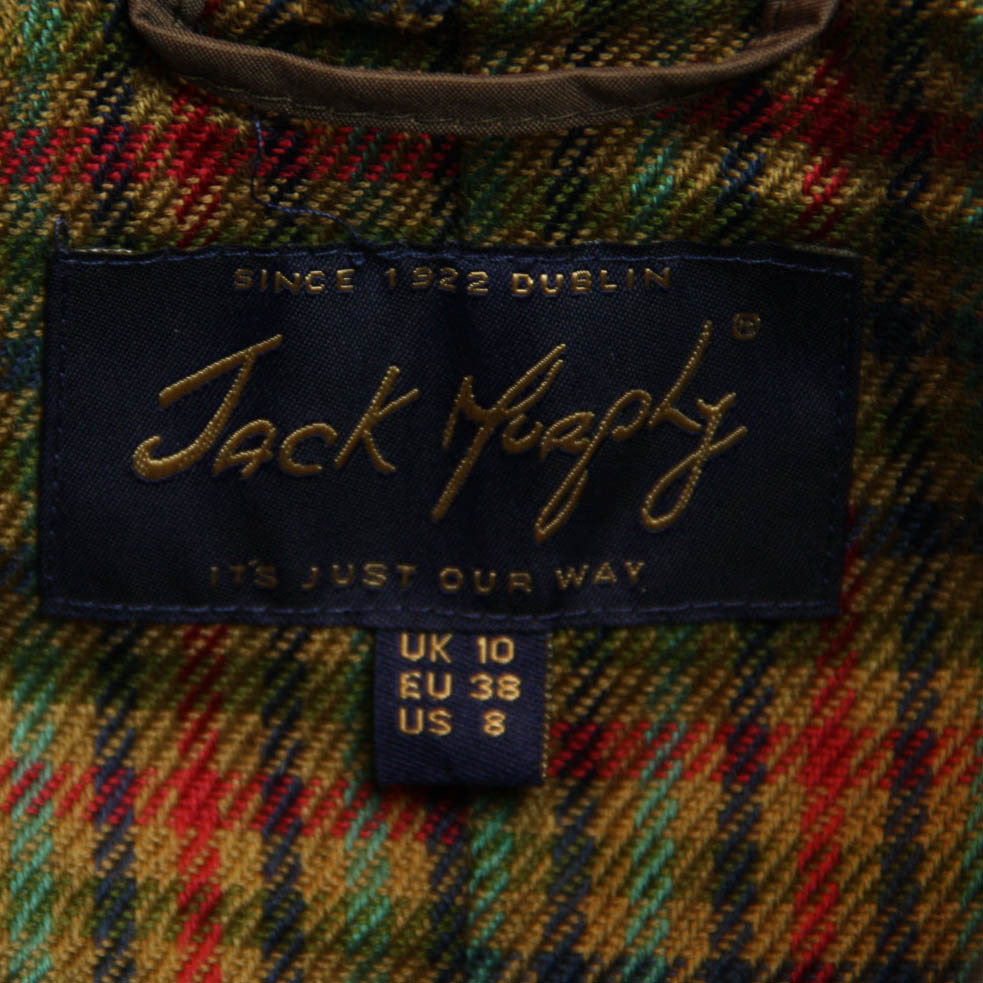 SINCE 1922 DUBLIN
Jack Murphy®
IT'S JUST OUR WAY
UK 10
EU 38
US 8